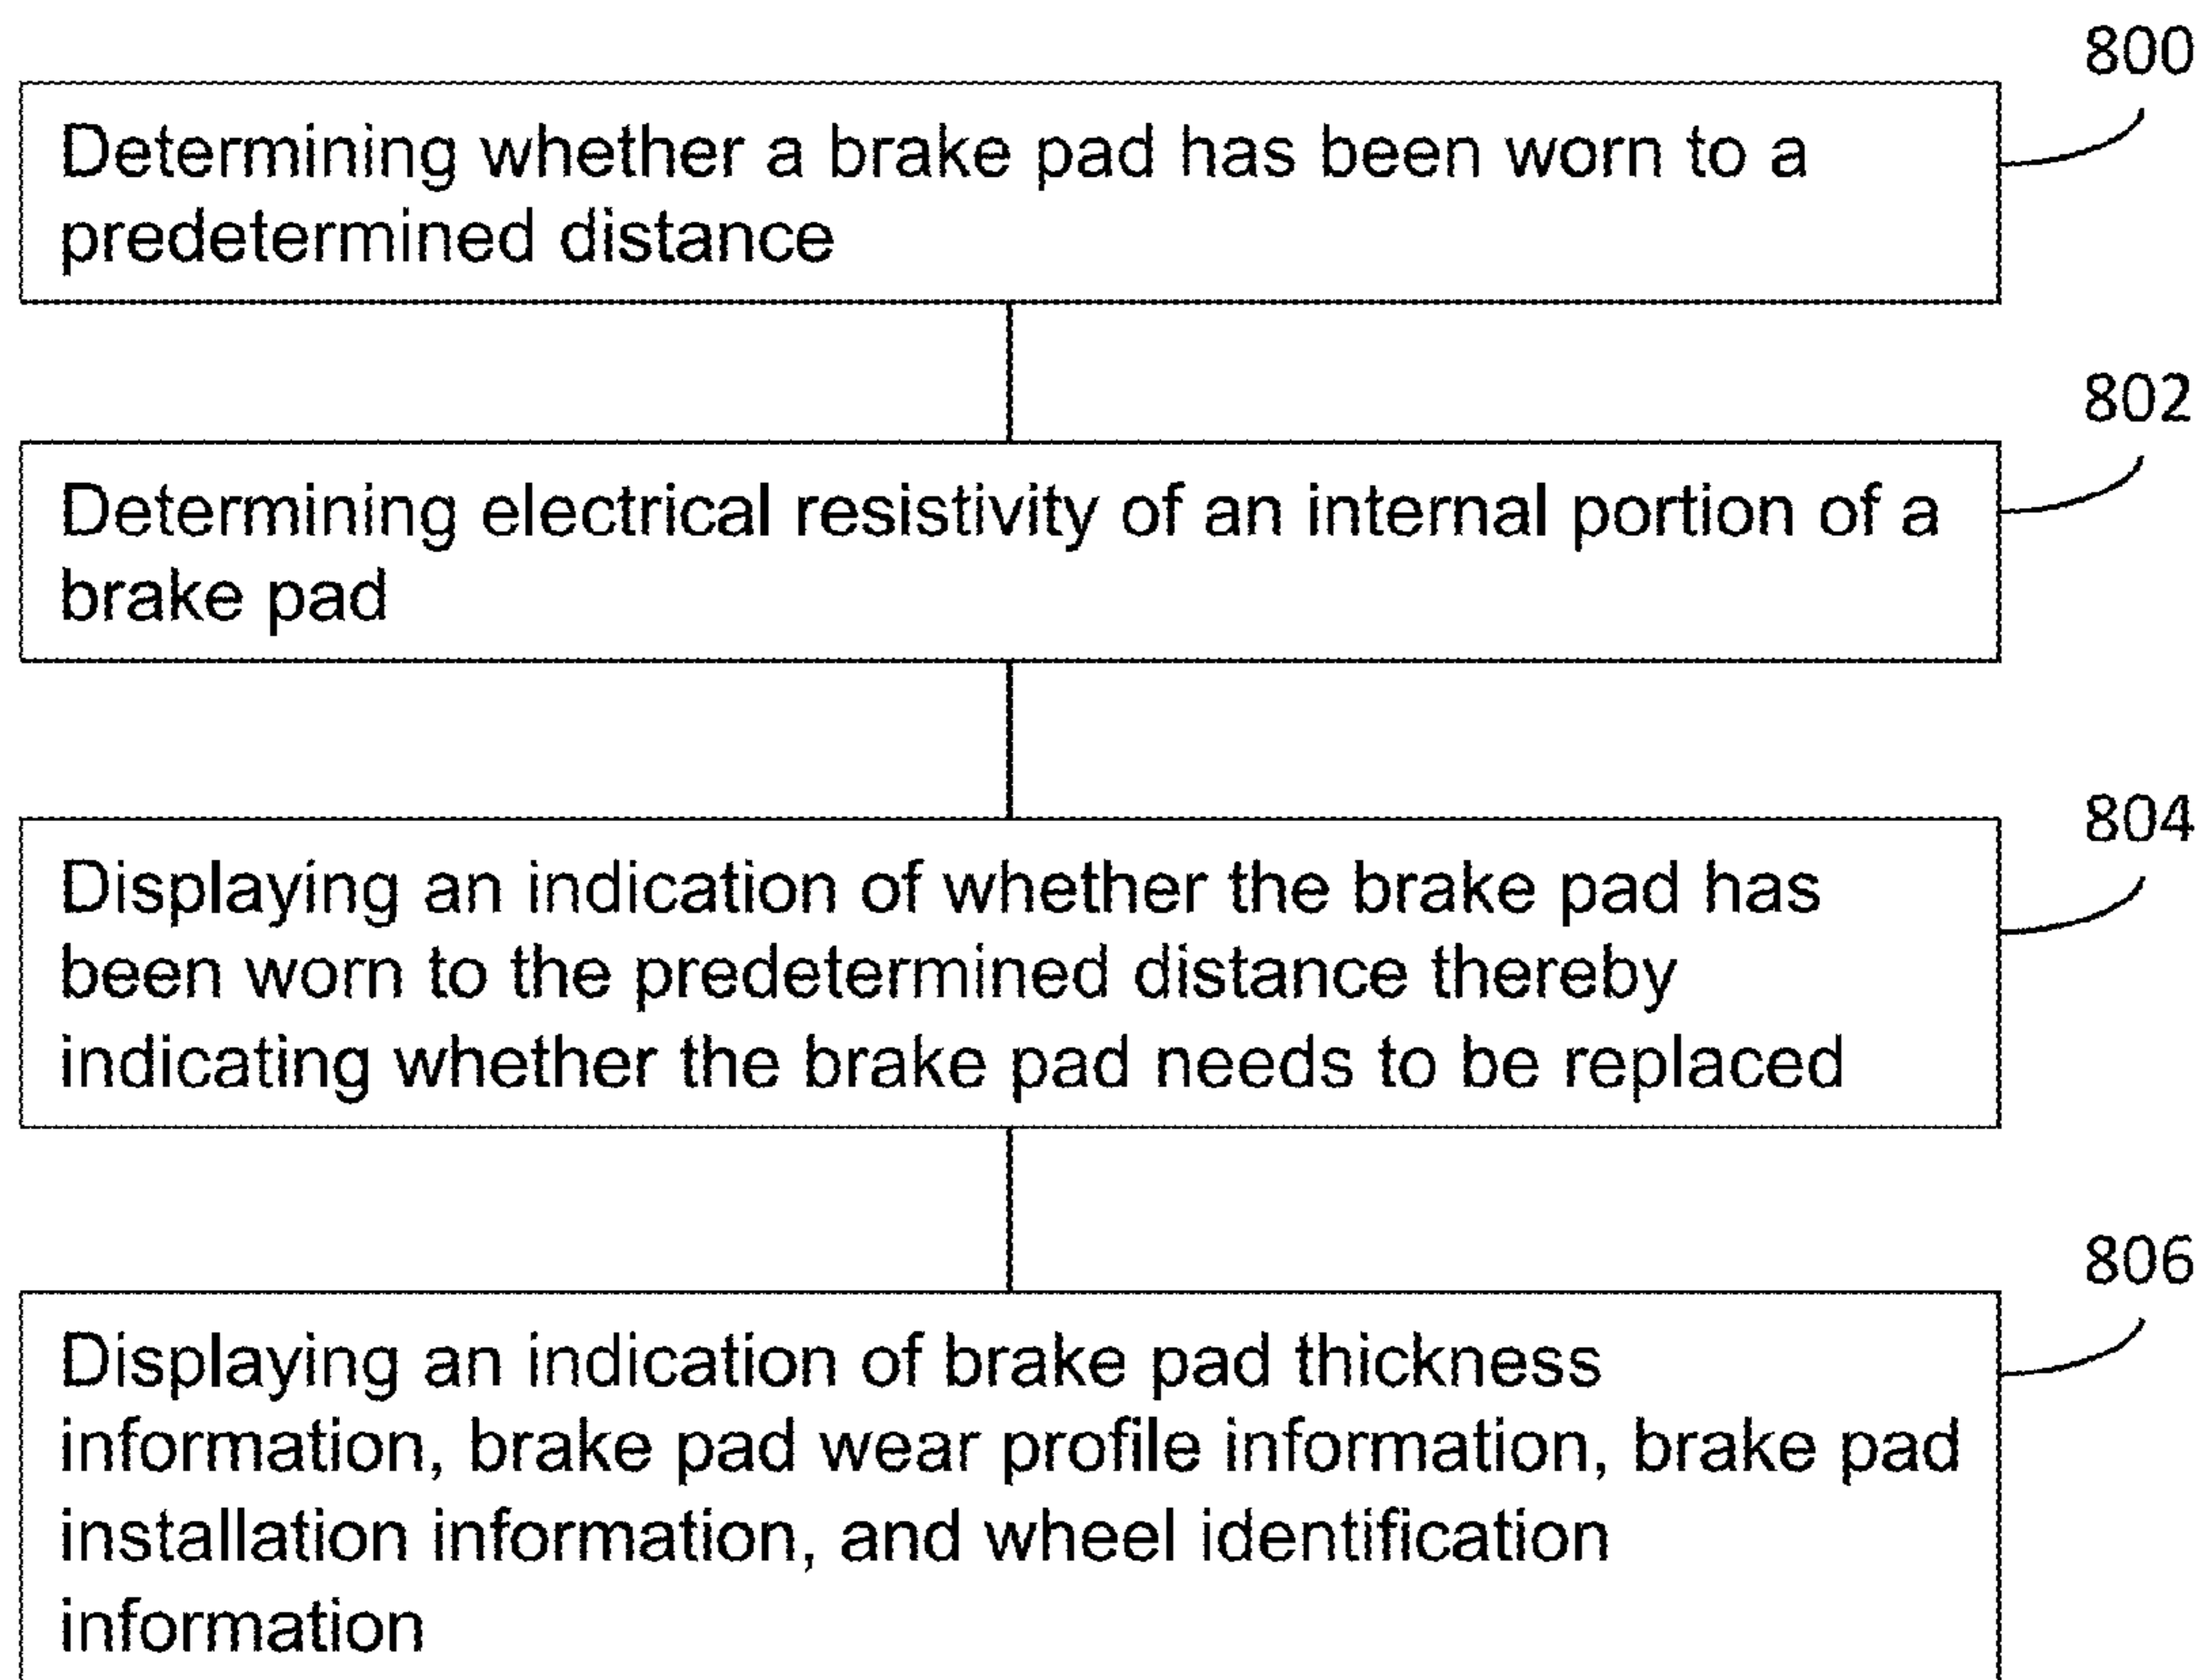 800
Determining whether a brake pad has been worn to a
predetermined distance
802
Determining electrical resistivity of an internal portion of a
brake pad
804
Displaying an indication of whether the brake pad has
been worn to the predetermined distance thereby
indicating whether the brake pad needs to be replaced
806
Displaying an indication of brake pad thickness
information, brake pad wear profile information, brake pad
installation information, and wheel identification
information